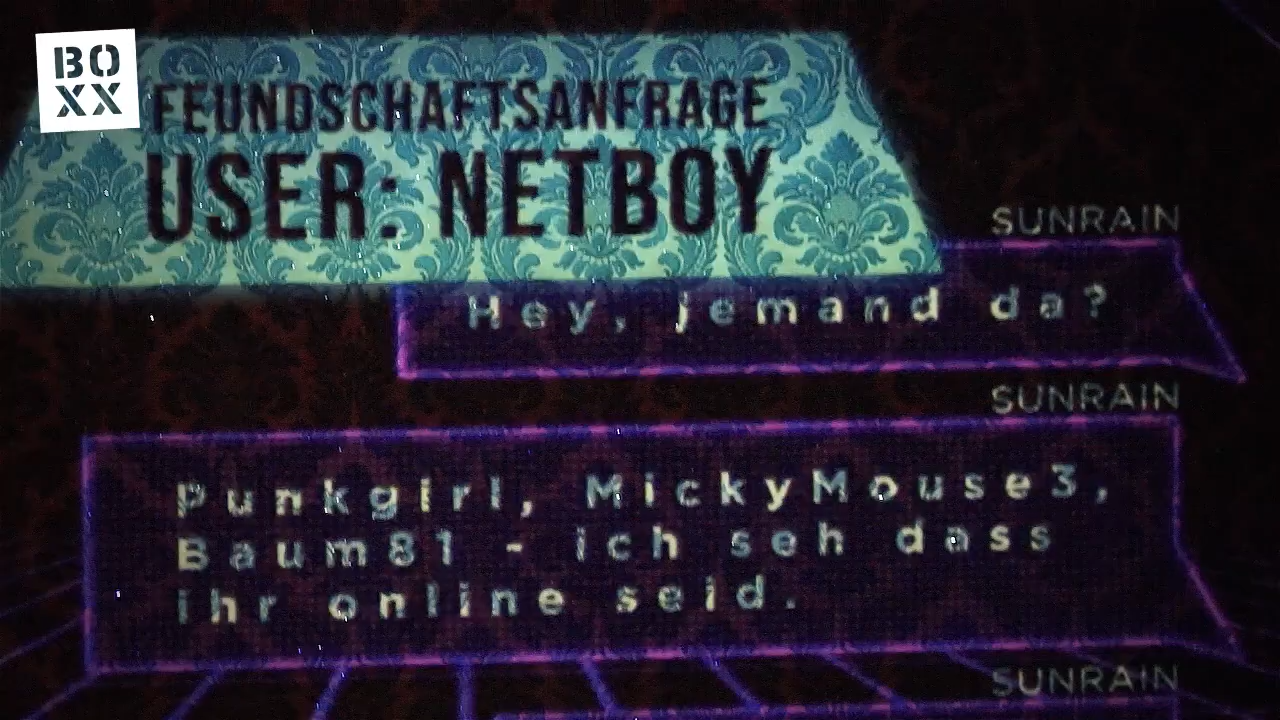 BO
XX
FEUNDSCHAFTSANFRAGE
USER: NETBOY
SUNRAIN
Hey, jemand da?
SUNRAIN
Punkgirl, MickyMouse3,
Baum81 - ich seh dass
ihr online seid.
SUNRAIN